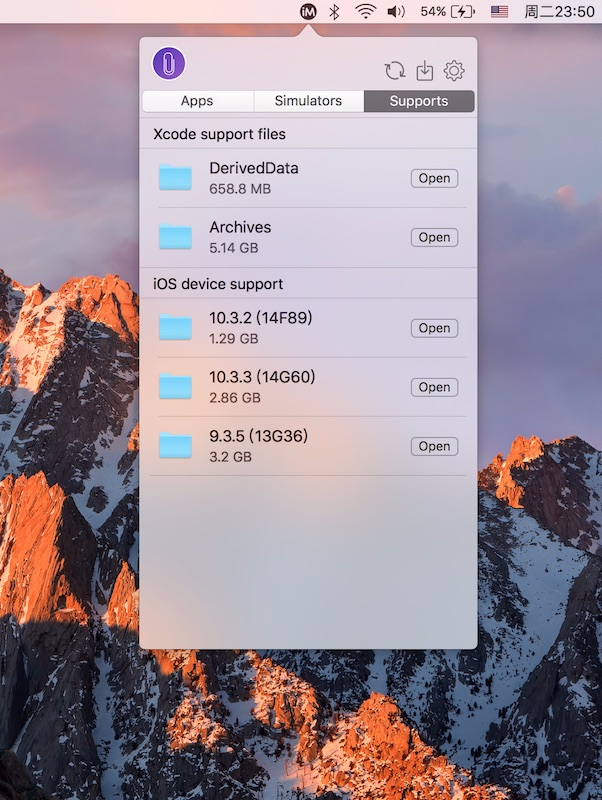 iM 54% 周二23:50
Apps Simulators Supports
Xcode support files
DerivedData
658.8 MB
Open
Archives
5.14 GB
Open
iOS device support
10.3.2 (14F89)
1.29 GB
Open
10.3.3 (14G60)
2.86 GB
Open
9.3.5 (13G36)
3.2 GB
Open